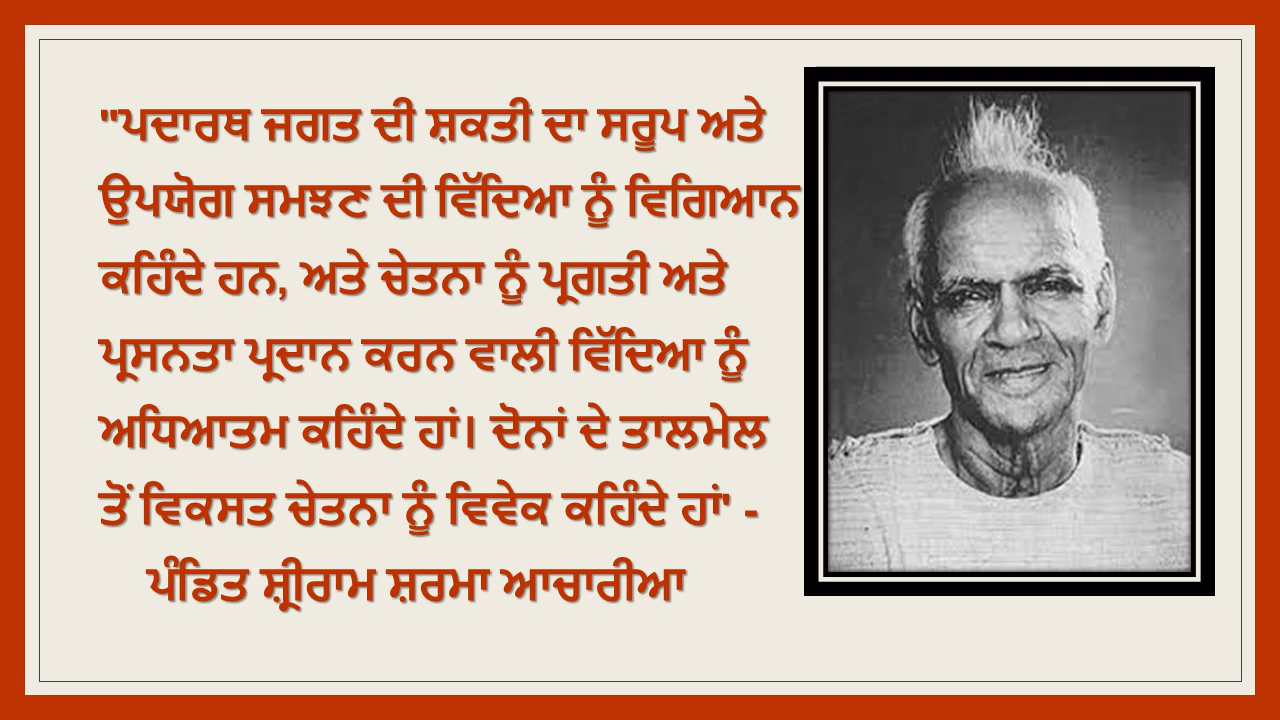 "ਪਦਾਰਥ ਜਗਤ ਦੀ ਸ਼ਕਤੀ ਦਾ ਸਰੂਪ ਅਤੇ
ਉਪਯੋਗ ਸਮਝਣ ਦੀ ਵਿੱਦਿਆ ਨੂੰ ਵਿਗਿਆਨ
ਕਹਿੰਦੇ ਹਨ, ਅਤੇ ਚੇਤਨਾ ਨੂੰ ਪ੍ਰਗਤੀ ਅਤੇ
ਪ੍ਰਸਨਤਾ ਪ੍ਰਦਾਨ ਕਰਨ ਵਾਲੀ ਵਿੱਦਿਆ ਨੂੰ
ਅਧਿਆਤਮ ਕਹਿੰਦੇ ਹਾਂ। ਦੋਨਾਂ ਦੇ ਤਾਲਮੇਲ
ਤੋਂ ਵਿਕਸਤ ਚੇਤਨਾ ਨੂੰ ਵਿਵੇਕ ਕਹਿੰਦੇ ਹਾਂ' -
ਪੰਡਿਤ ਸ਼੍ਰੀਰਾਮ ਸ਼ਰਮਾ ਆਚਾਰੀਆ